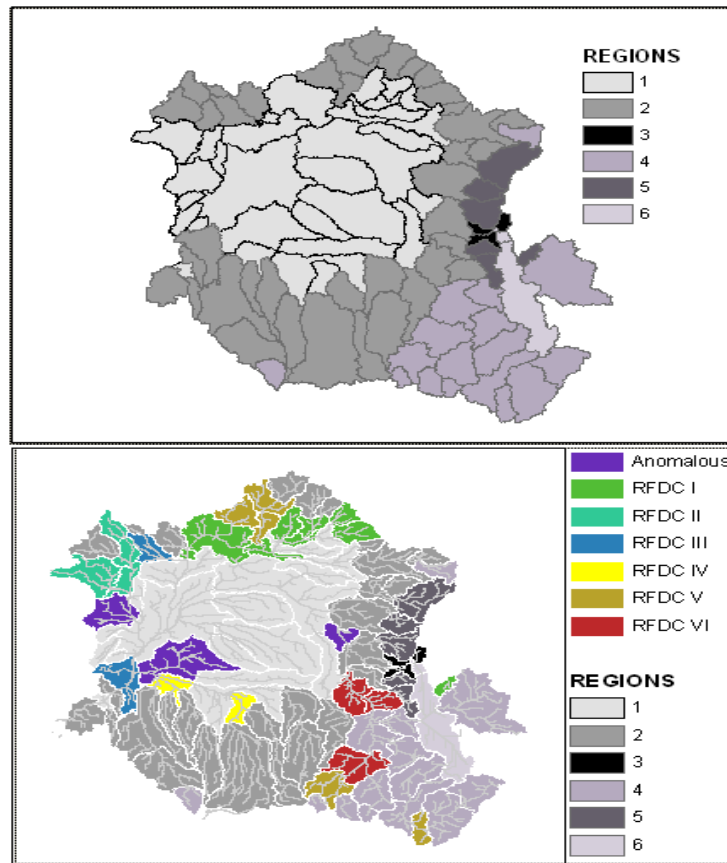 REGIONS
1
2
3
4
5
6
Anomalous
RFDC I
RFDC II
RFDC III
RFDC IV
RFDC V
RFDC VI
REGIONS
1
2
3
4
5
6